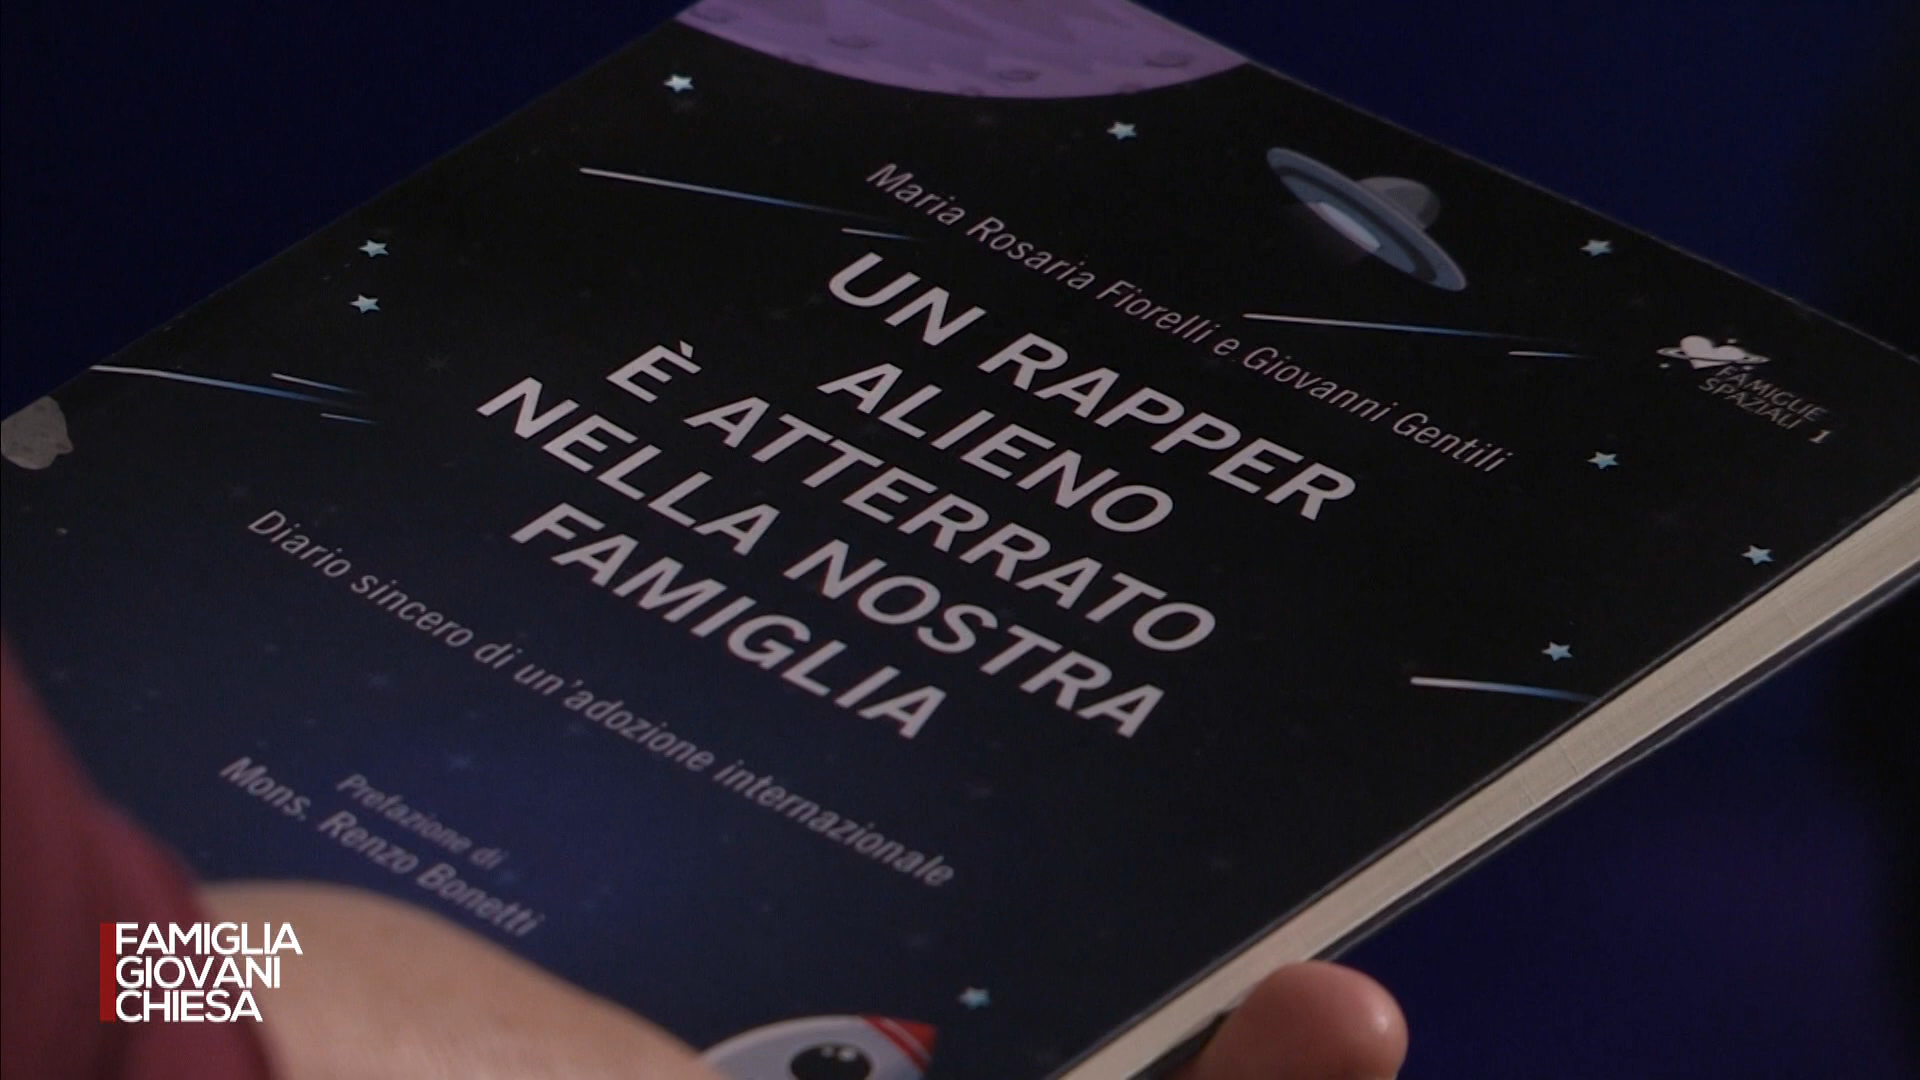 Maria Rosaria Fiorelli e Giovanni Gentili
UN RAPPER
ALIENO
È ATTERRATO
NELLA NOSTRA
FAMIGLIA
FAMIGLIE
SPAZIALI 1
Diario sincero di un'adozione internazionale
Prefazione di
Mons. Renzo Bonetti
FAMIGLIA
GIOVANI
CHIESA